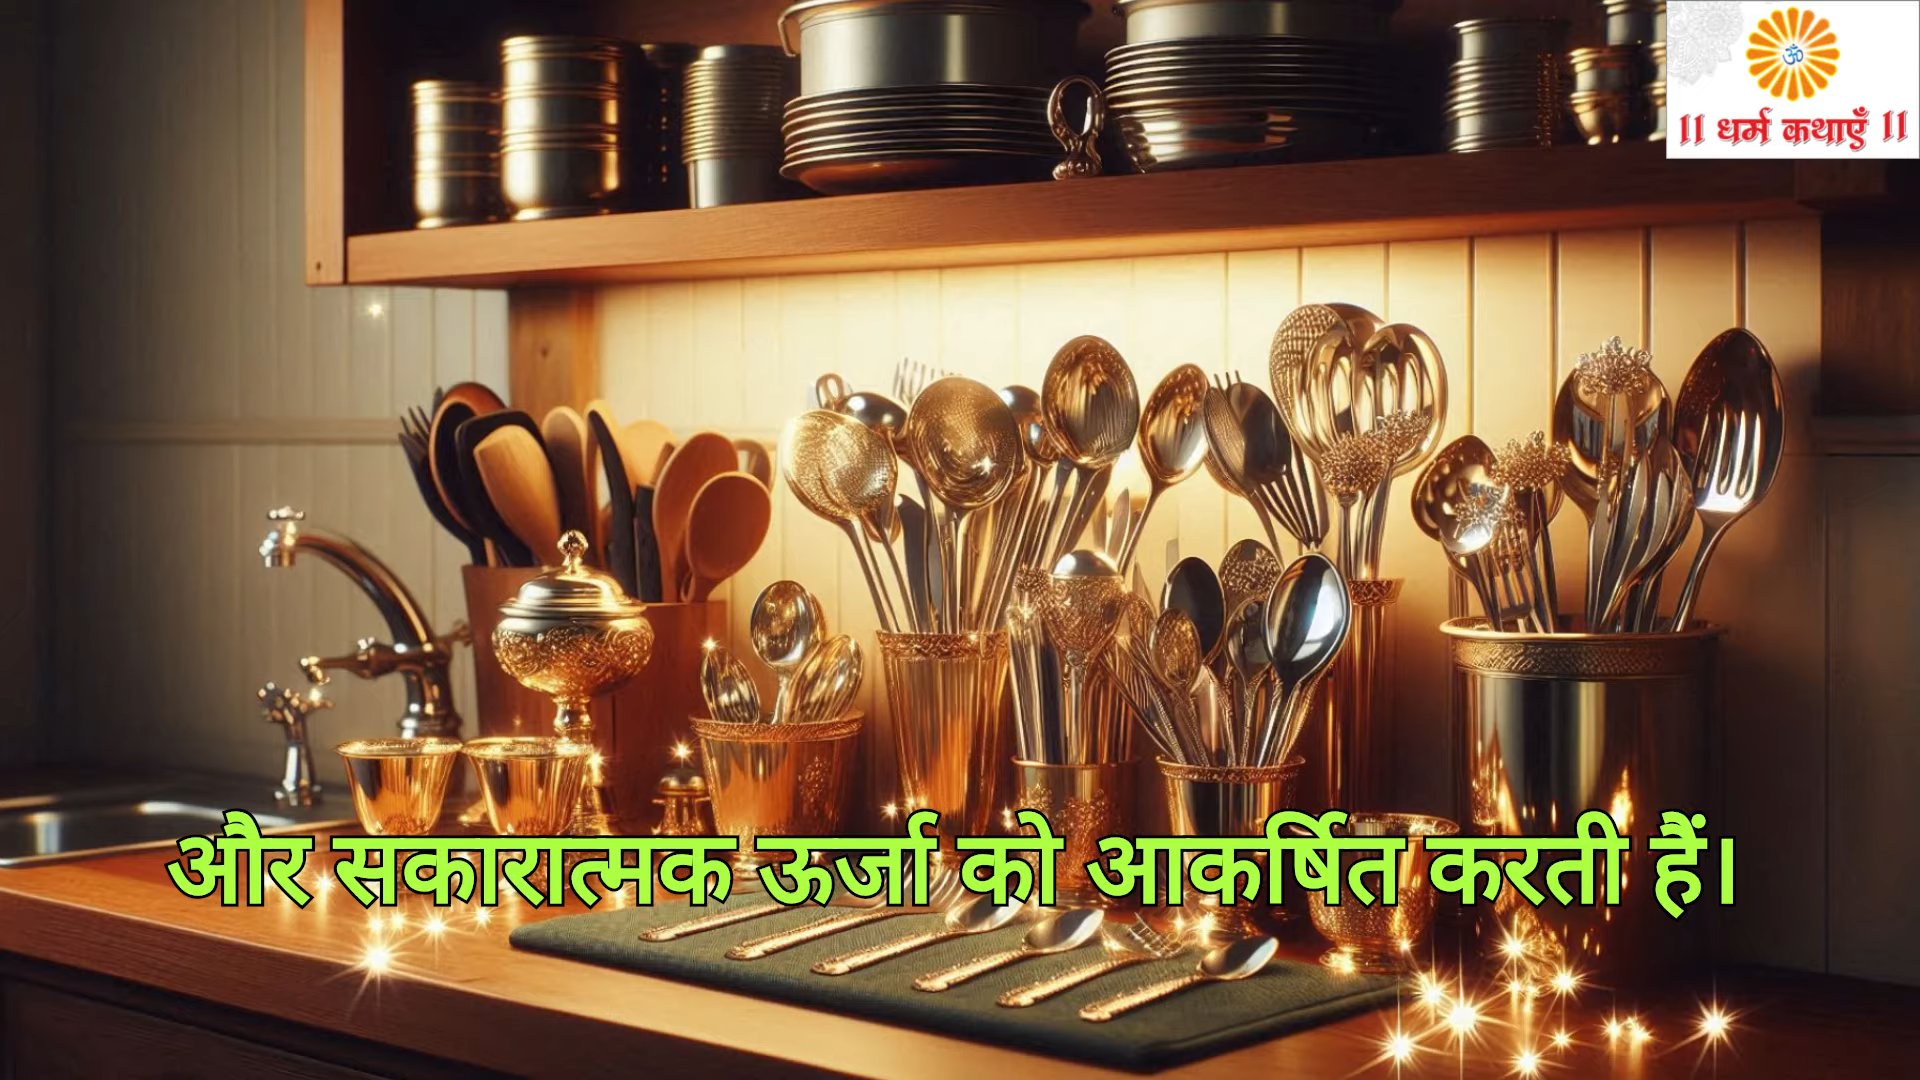 ॐ
।। धर्म कथाएँ ।।
और सकारात्मक ऊर्जा को आकर्षित करती हैं।